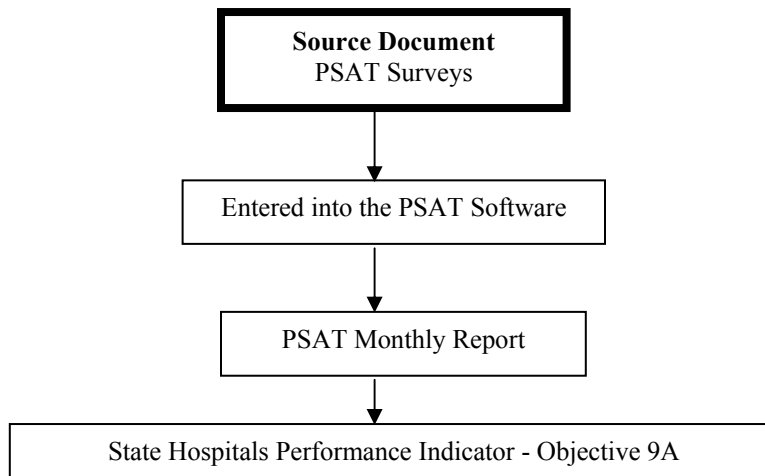 Source Document
PSAT Surveys
Entered into the PSAT Software
PSAT Monthly Report
State Hospitals Performance Indicator - Objective 9A